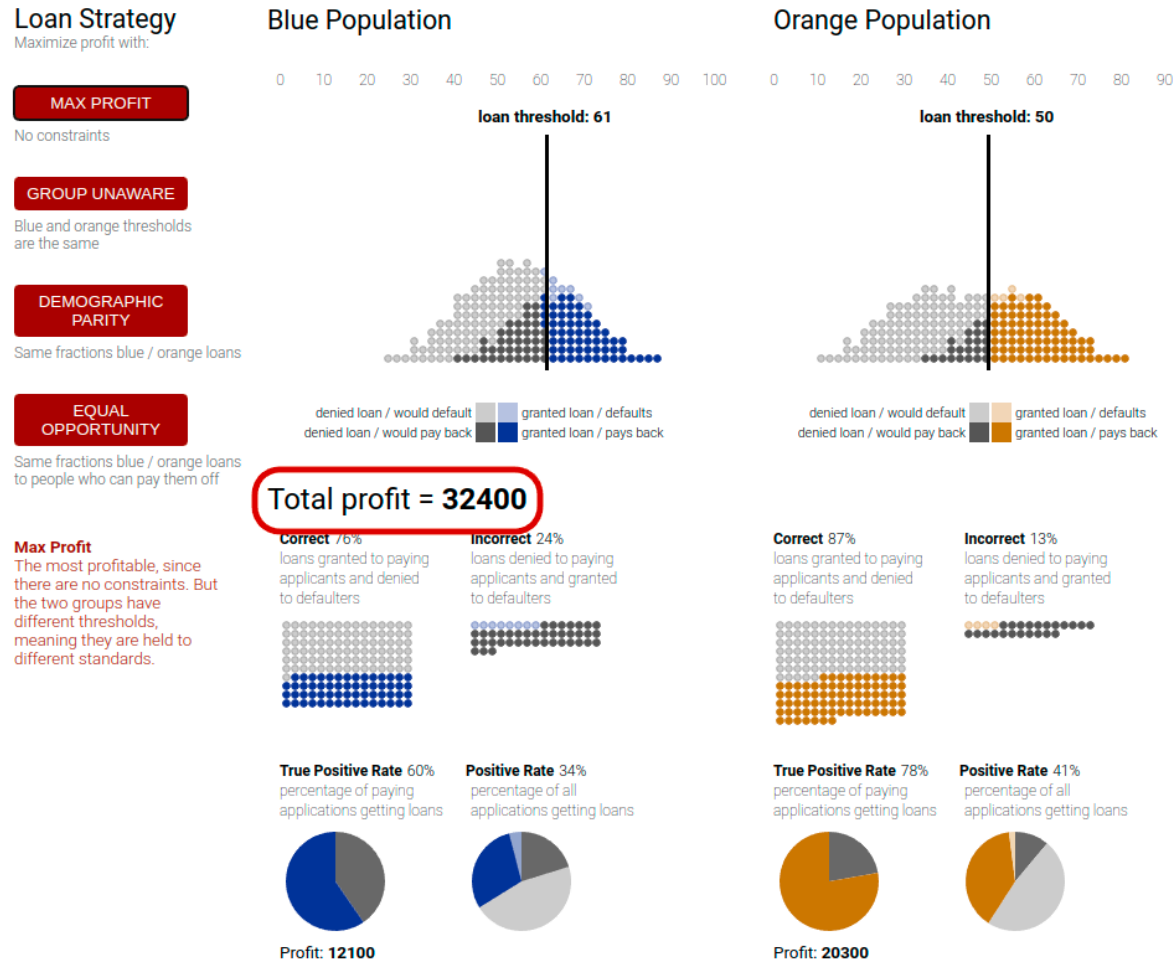 Loan Strategy
Maximize profit with:
MAX PROFIT
No constraints
GROUP UNAWARE
Blue and orange thresholds
are the same
DEMOGRAPHIC
PARITY
Same fractions blue / orange loans
EQUAL
OPPORTUNITY
Same fractions blue / orange loans
to people who can pay them off
Max Profit
The most profitable, since
there are no constraints. But
the two groups have
different thresholds,
meaning they are held to
different standards.
Blue Population
0 10 20 30 40 50 60 70 80 90 100
loan threshold: 61
denied loan / would default
granted loan / defaults
denied loan / would pay back
granted loan / pays back
Total profit = 32400
Correct 76%
loans granted to paying
applicants and denied
to defaulters
Incorrect 24%
loans denied to paying
applicants and granted
to defaulters
True Positive Rate 60%
percentage of paying
applications getting loans
Positive Rate 34%
percentage of all
applications getting loans
Profit: 12100
Orange Population
0 10 20 30 40 50 60 70 80 90
loan threshold: 50
denied loan / would default
granted loan / defaults
denied loan / would pay back
granted loan / pays back
Correct 87%
loans granted to paying
applicants and denied
to defaulters
Incorrect 13%
loans denied to paying
applicants and granted
to defaulters
True Positive Rate 78%
percentage of paying
applications getting loans
Positive Rate 41%
percentage of all
applications getting loans
Profit: 20300